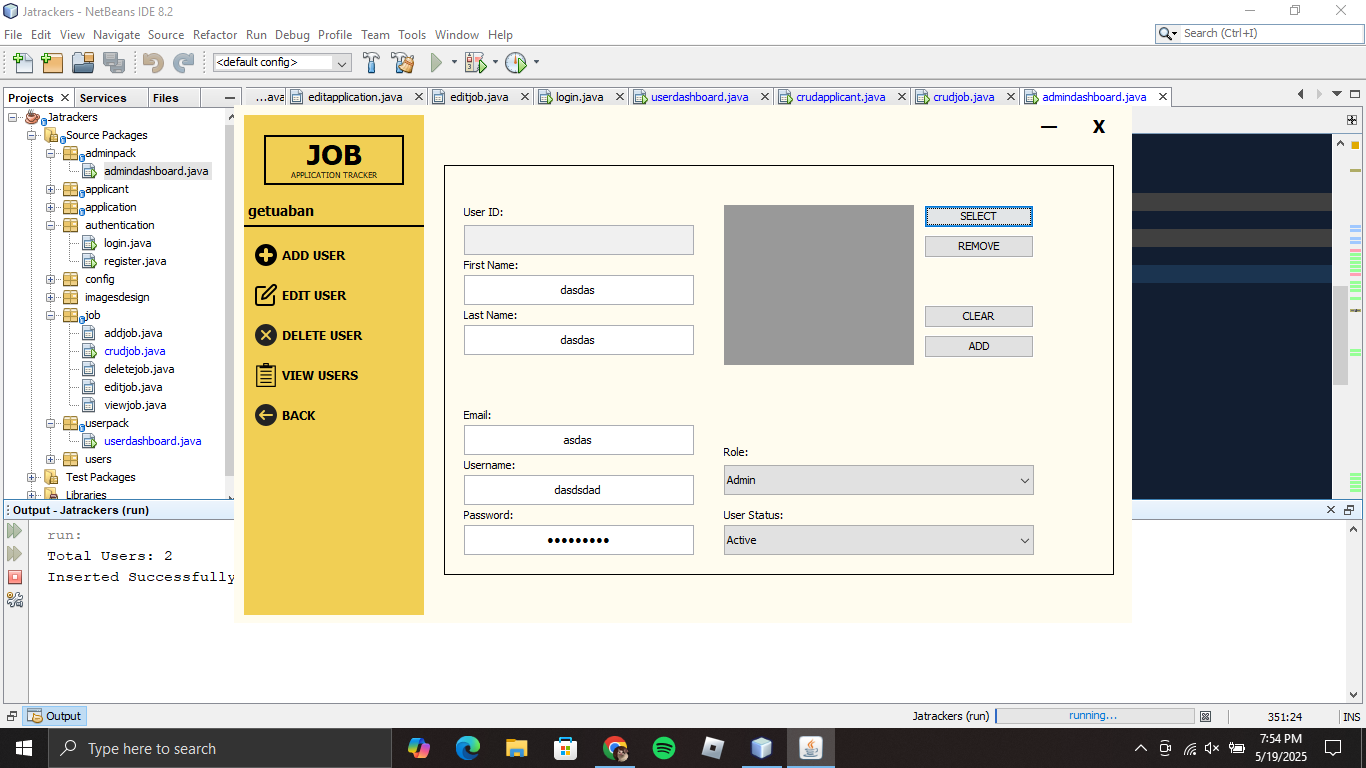 Jatrackers - NetBeans IDE 8.2
File Edit View Navigate Source Refactor Run Debug Profile Team Tools Window Help
Search (Ctrl+I)
<default config>
Projects Services Files
...ava editapplication.java editjob.java login.java userdashboard.java crudapplicant.java crudjob.java admindashboard.java
Jatrackers
Source Packages
adminpack
admindashboard.java
applicant
application
authentication
login.java
register.java
config
imagesdesign
job
addjob.java
crudjob.java
deletejob.java
editjob.java
viewjob.java
userpack
userdashboard.java
users
Test Packages
Libraries
JOB
APPLICATION TRACKER
getuaban
ADD USER
EDIT USER
DELETE USER
VIEW USERS
BACK
X
User ID:
First Name:
dasdas
Last Name:
dasdas
Email:
asdas
Username:
dasdsdad
Password:
•••••••••
SELECT
REMOVE
CLEAR
ADD
Role:
Admin
User Status:
Active
Output - Jatrackers (run)
run:
Total Users: 2
Inserted Successfully
Output
Jatrackers (run) running... 351:24 INS
Type here to search
7:54 PM
5/19/2025